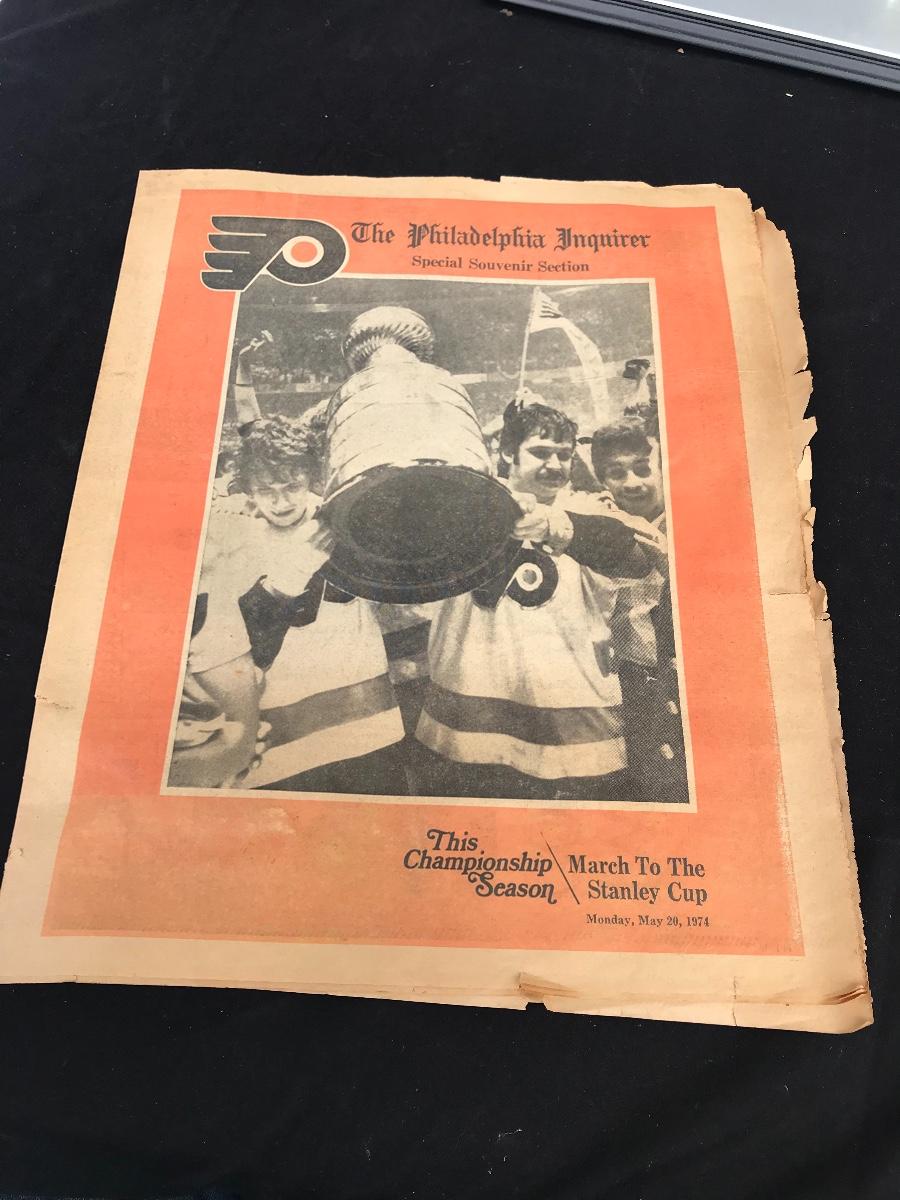 The Philadelphia Inquirer
Special Souvenir Section
This
Championship
Season
March To The
Stanley Cup
Monday, May 20, 1974